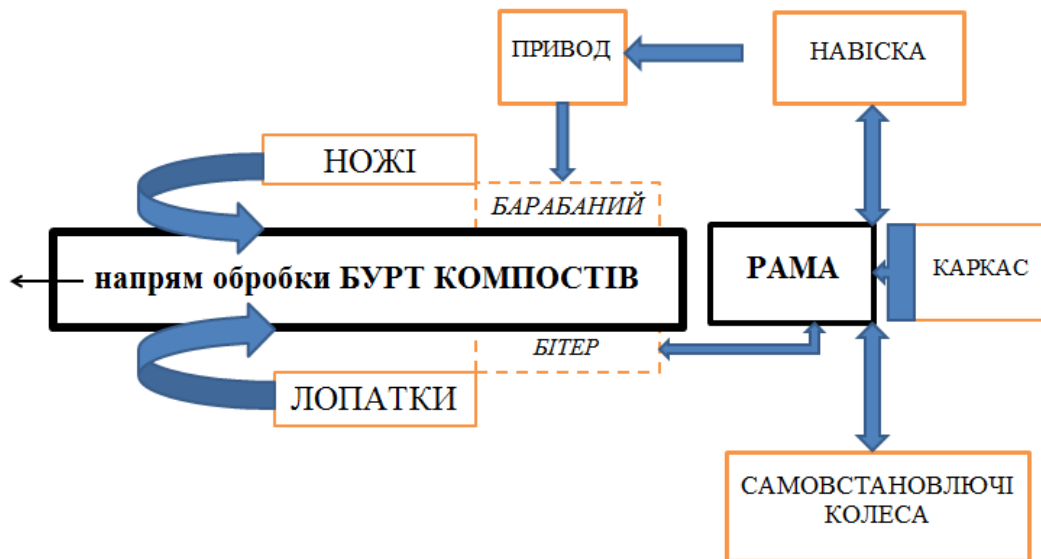 ПРИВОД
НАВІСКА
НОЖІ
БАРАБАНИЙ
напрям обробки БУРТ КОМПОСТІВ
РАМА
КАРКАС
БІТЕР
ЛОПАТКИ
САМОВСТАНОВЛЮЧІ
КОЛЕСА